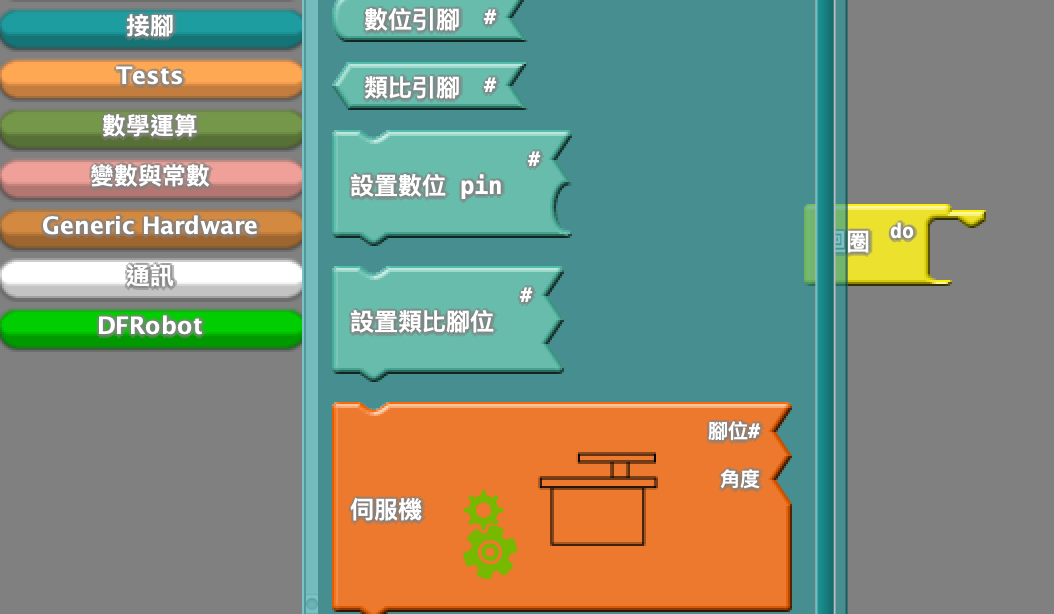 接腳
Tests
數學運算
變數與常數
Generic Hardware
通訊
DFRobot
數位引腳 #
類比引腳 #
#
設置數位 pin
#
設置類比腳位
腳位#
角度
伺服機
迴圈 do